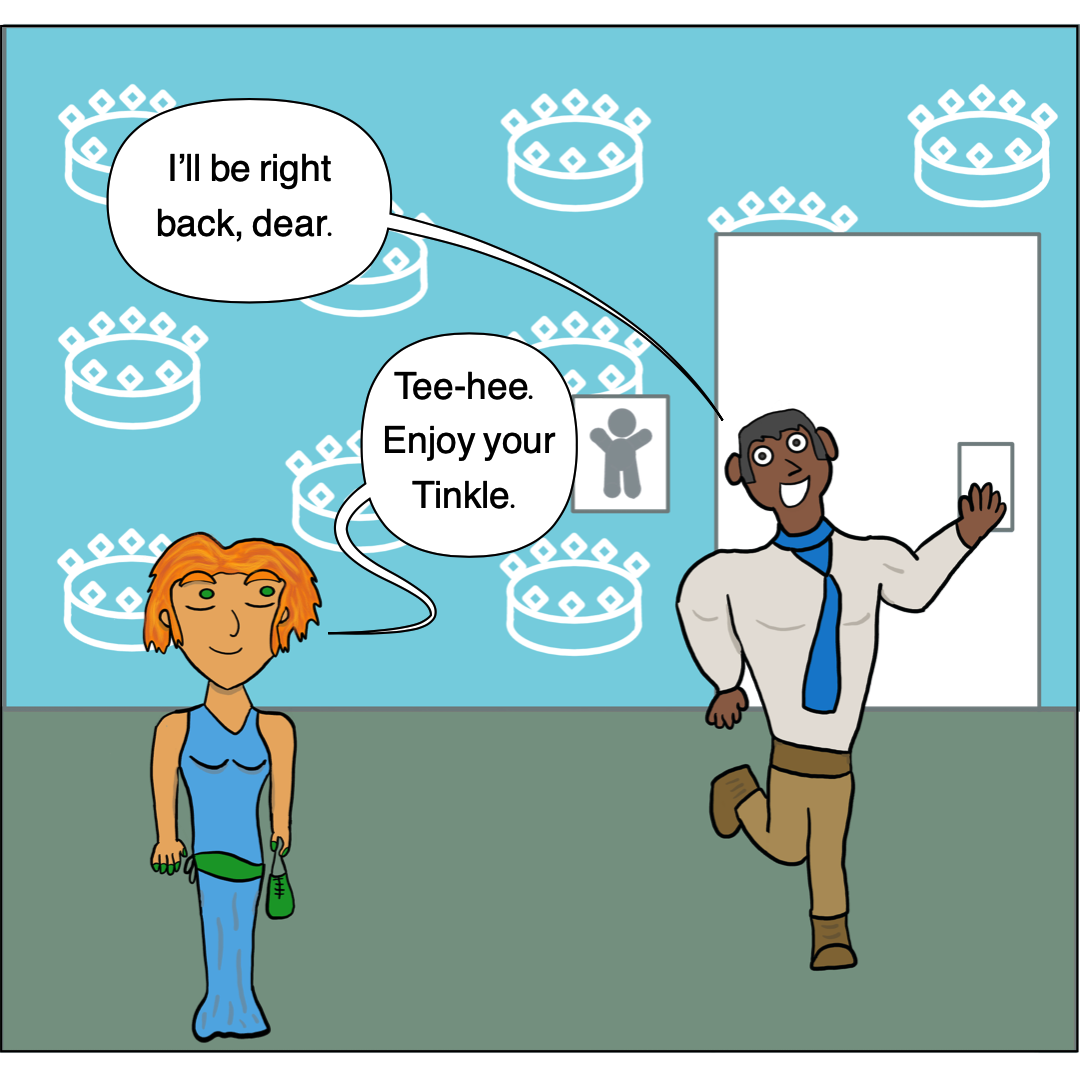 I’ll be right
back, dear.
Tee-hee.
Enjoy your
Tinkle.